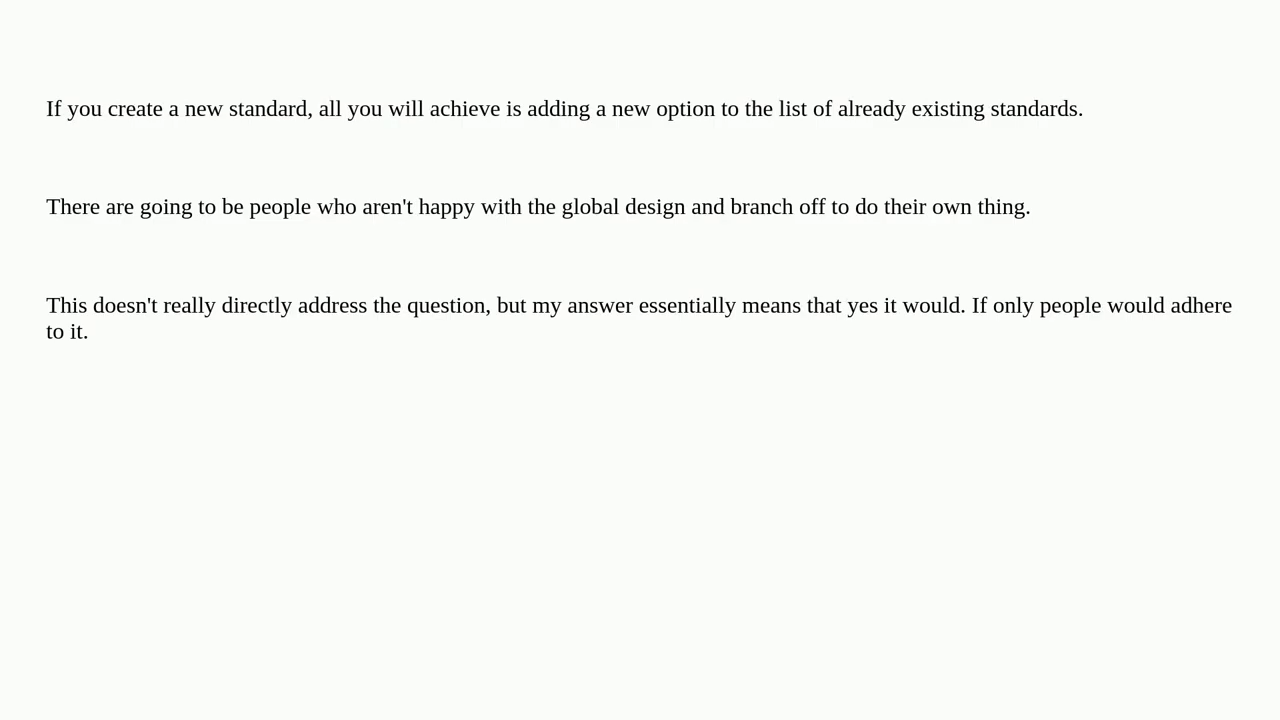 If you create a new standard, all you will achieve is adding a new option to the list of already existing standards.
There are going to be people who aren't happy with the global design and branch off to do their own thing.
This doesn't really directly address the question, but my answer essentially means that yes it would. If only people would adhere
to it.